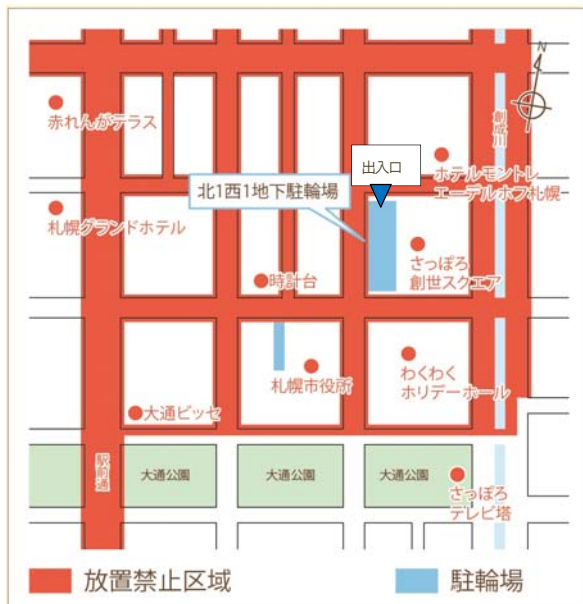 N
創成川
赤れんがテラス
出入口
ホテルモントレ
エーデルホフ札幌
北1西1地下駐輪場
札幌グランドホテル
さっぽろ
創世スクエア
時計台
わくわく
ホリデーホール
札幌市役所
大通ビッセ
駅前通
大通公園
大通公園
大通公園
さっぽろ
テレビ塔
放置禁止区域
駐輪場